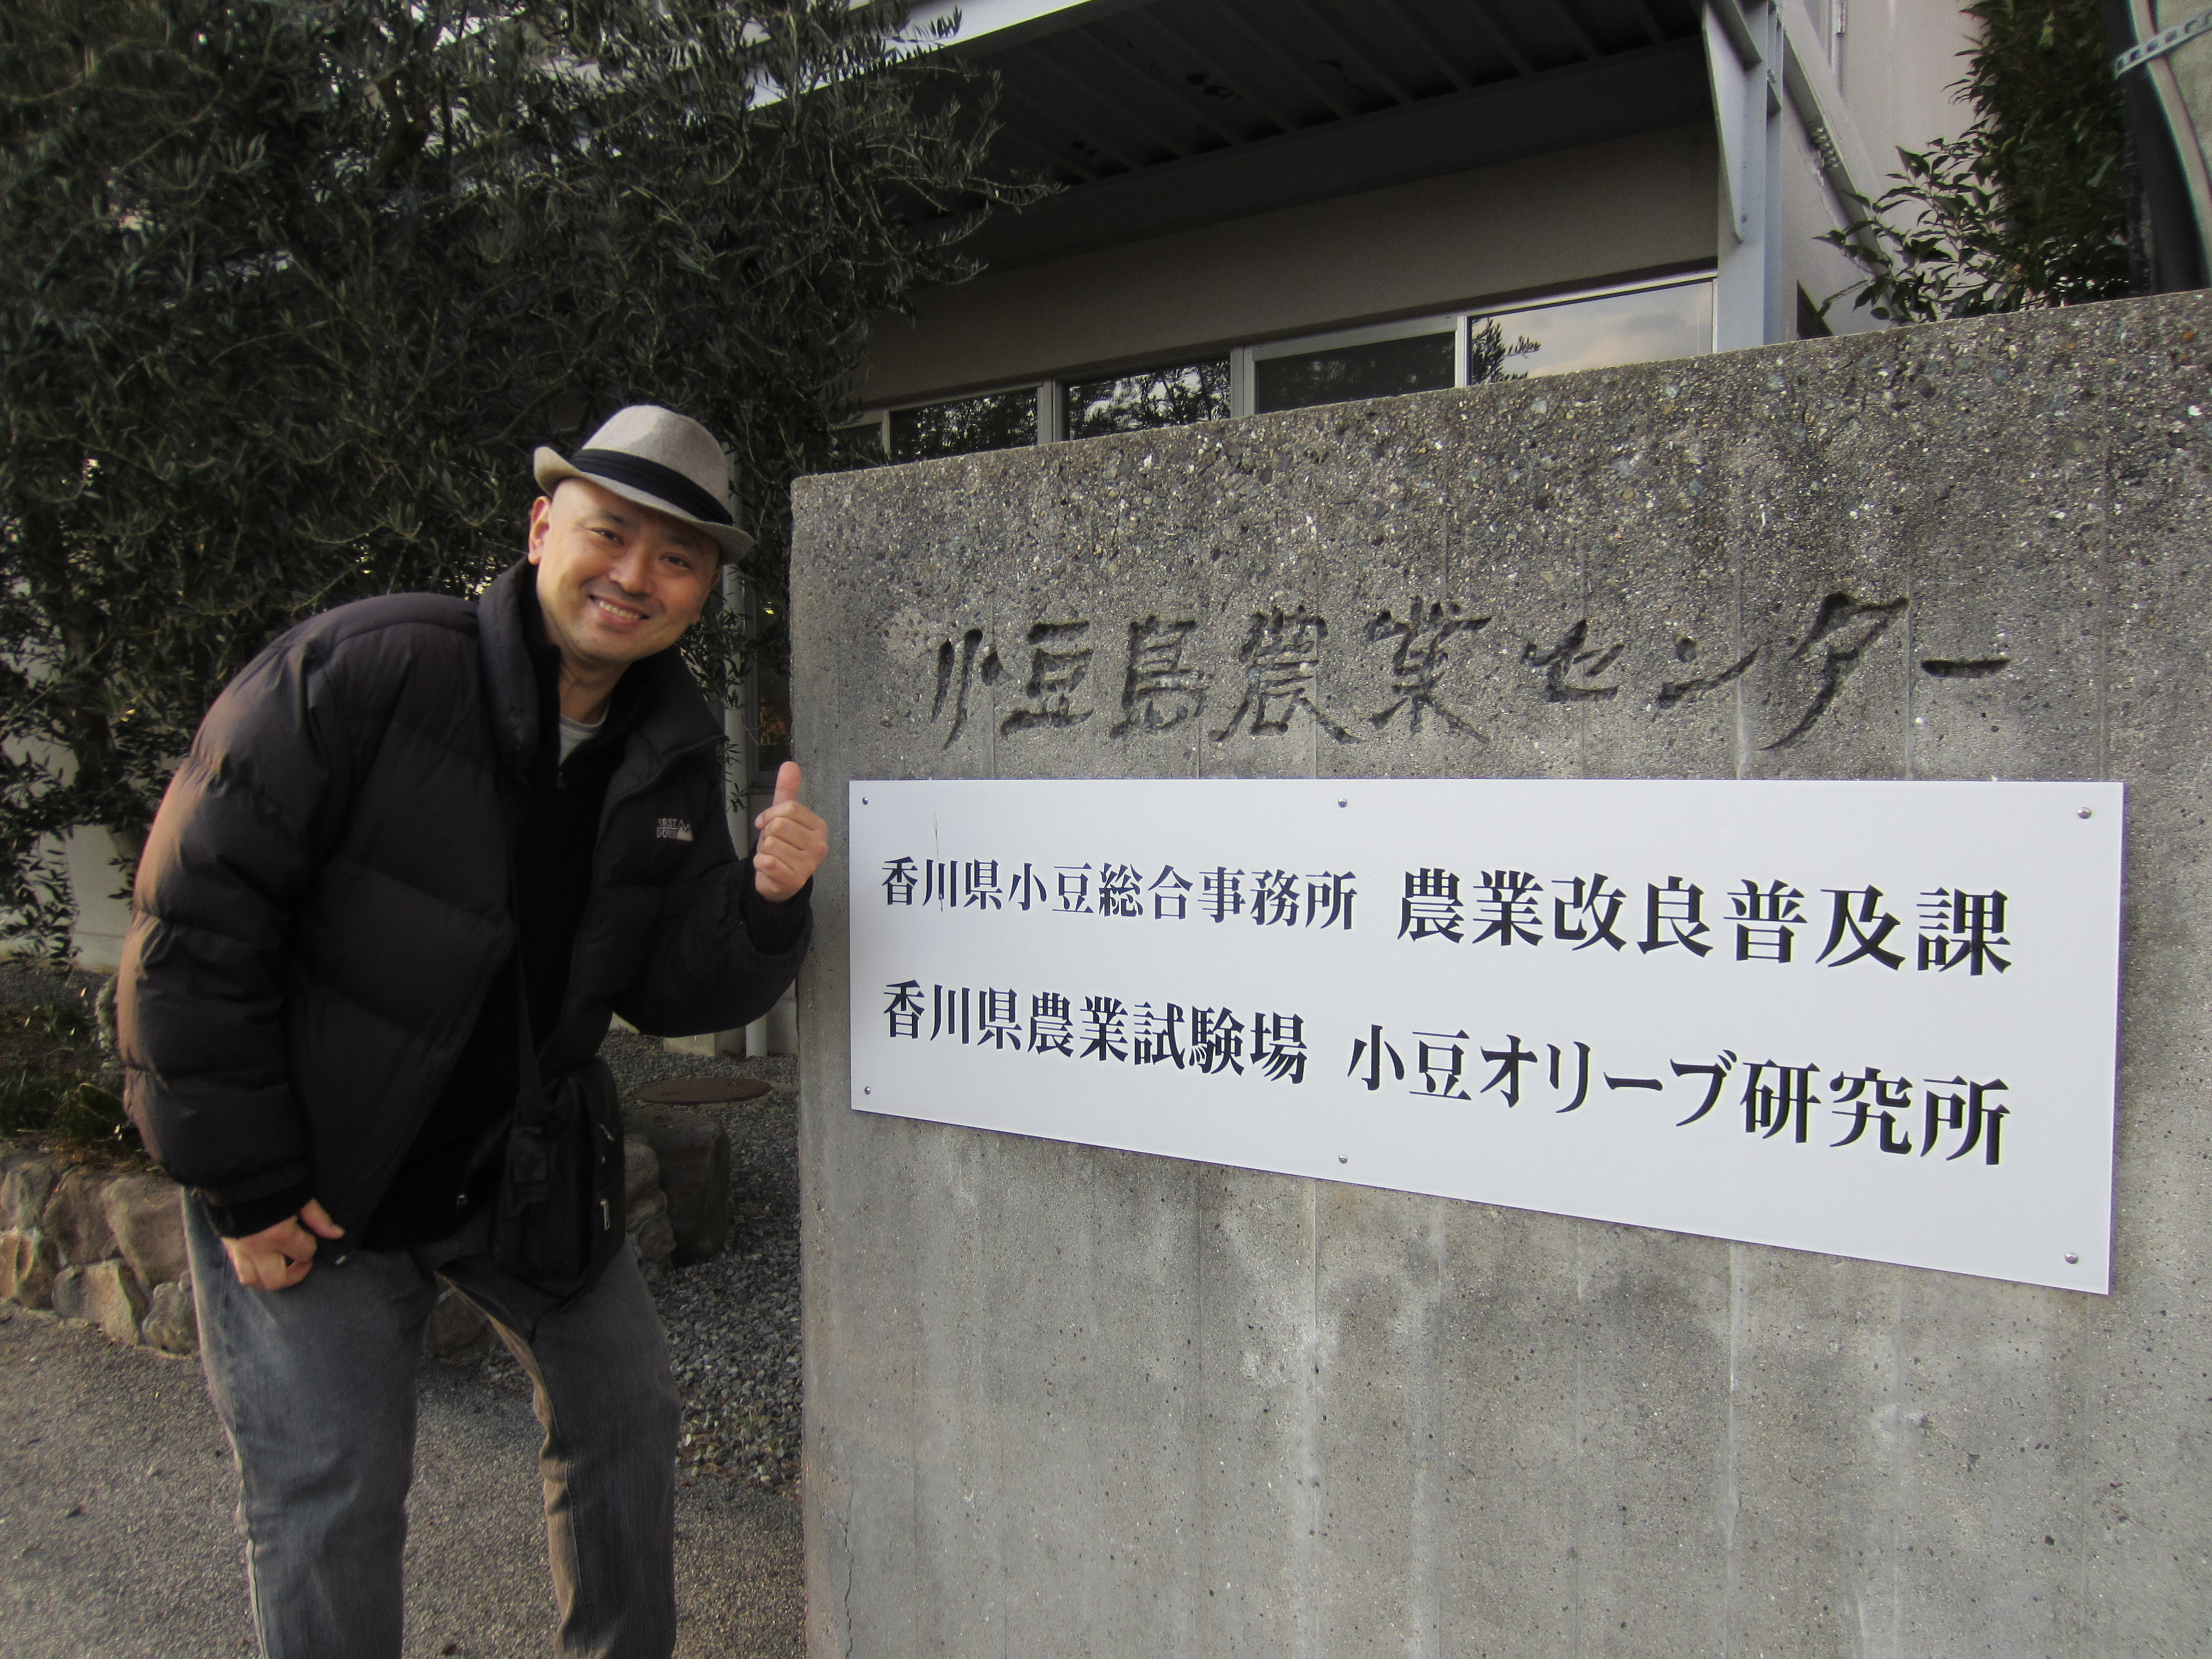 小豆島農業センター
香川県小豆総合事務所 農業改良普及課
香川県農業試験場 小豆オリーブ研究所